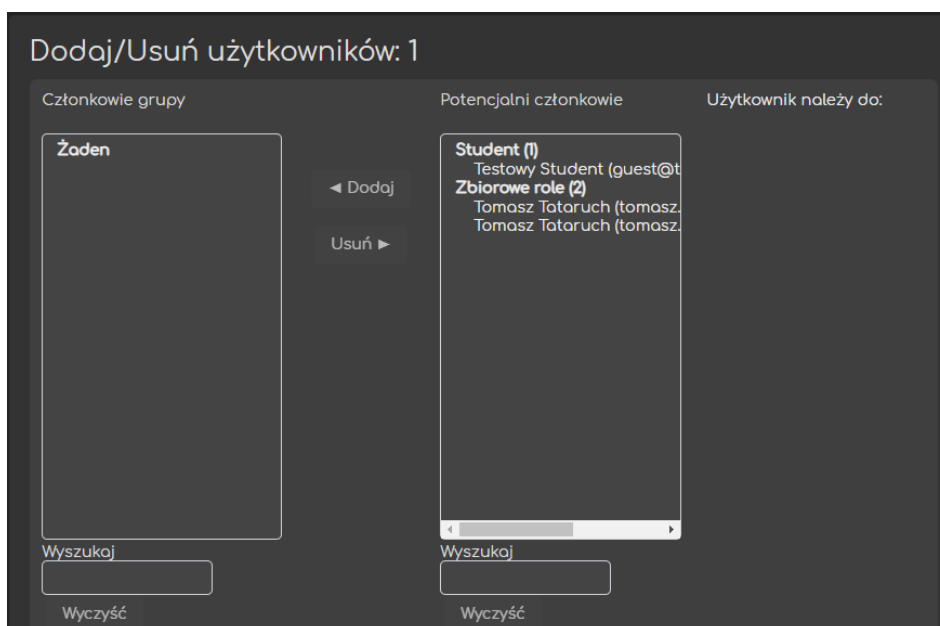 Dodaj/Usuń użytkowników: 1
Członkowie grupy
Potencjalni członkowie
Użytkownik należy do:
Żaden
◄ Dodaj
Usuń ►
Student (1)
Testowy Student (guest@t
Zbiorowe role (2)
Tomasz Tataruch (tomasz.
Tomasz Tataruch (tomasz.
Wyszukaj
Wyczyść
Wyszukaj
Wyczyść